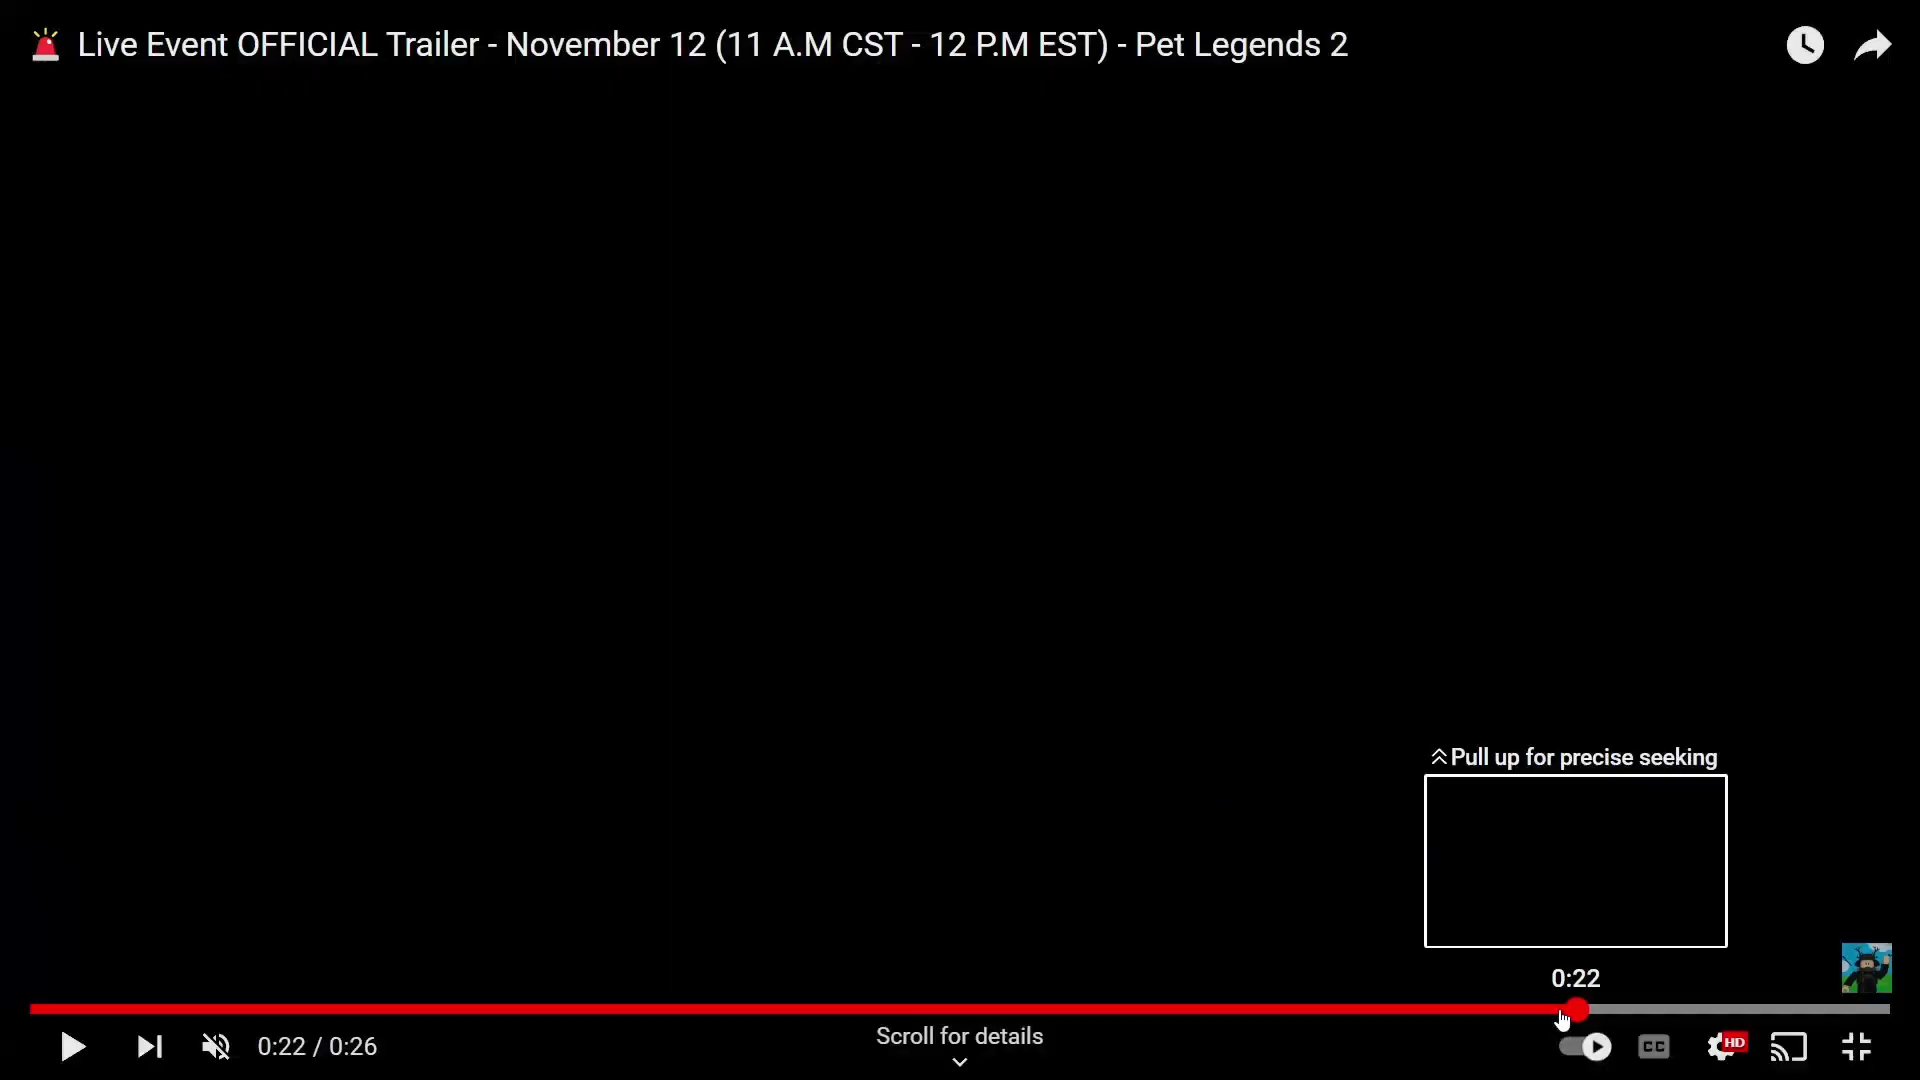 Live Event OFFICIAL Trailer - November 12 (11 A.M CST - 12 P.M EST) - Pet Legends 2
Pull up for precise seeking
0:22
0:22 / 0:26
Scroll for details
CC
HD